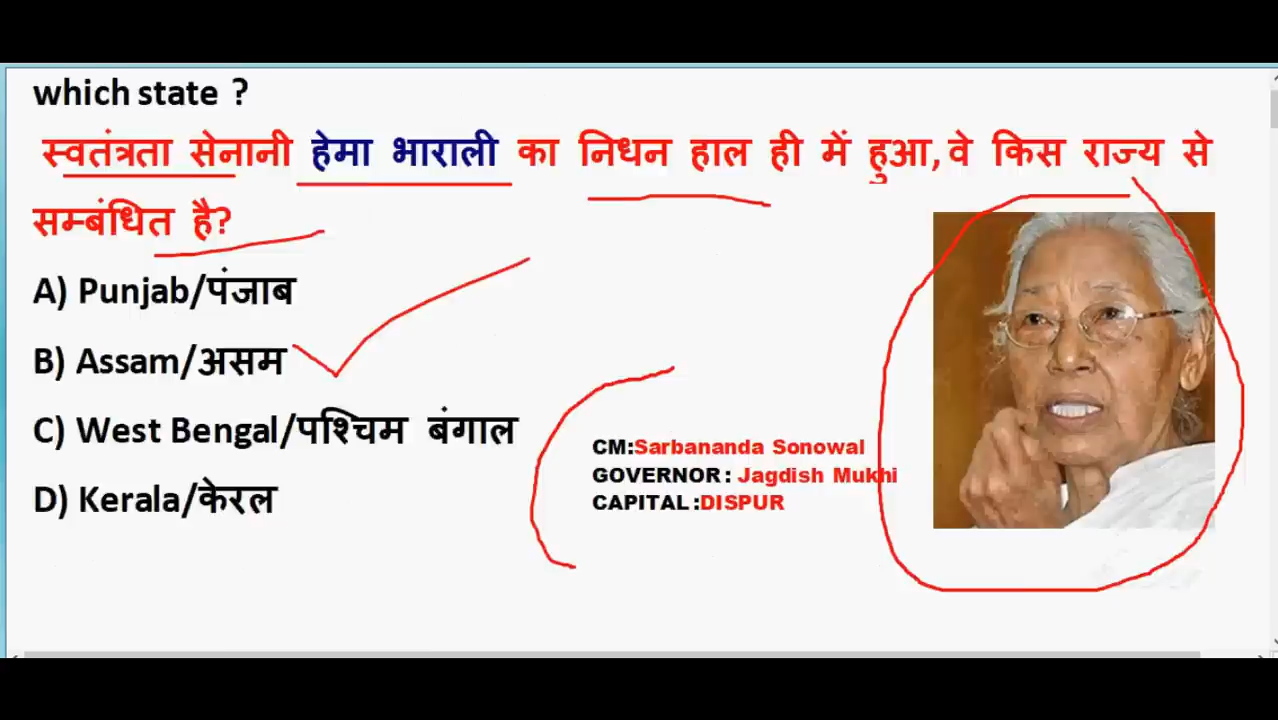 which state ?
स्वतंत्रता सेनानी हेमा भाराली का निधन हाल ही में हुआ, वे किस राज्य से
सम्बंधित है?
A) Punjab/पंजाब
B) Assam/असम
C) West Bengal/पश्चिम बंगाल
D) Kerala/केरल
CM:Sarbananda Sonowal
GOVERNOR: Jagdish Mukhi
CAPITAL:DISPUR